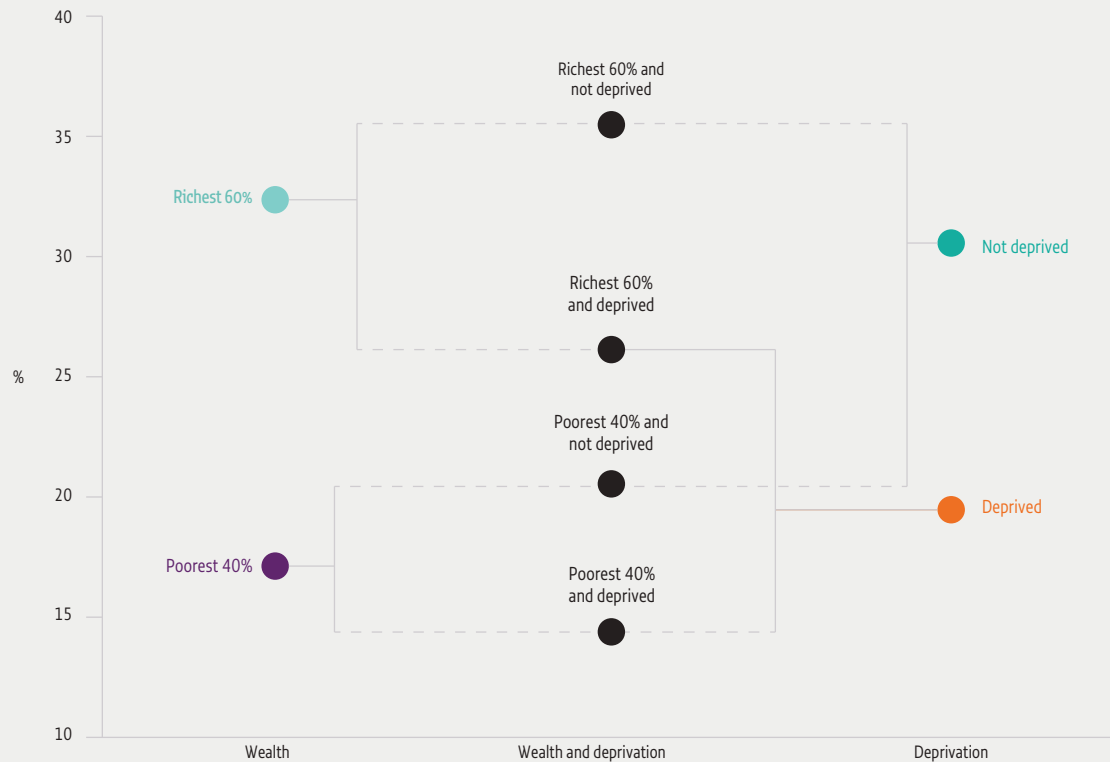 40
Richest 60% and
not deprived
35
Richest 60%
30
Not deprived
Richest 60%
and deprived
%
25
Poorest 40% and
not deprived
20
Deprived
Poorest 40%
Poorest 40%
and deprived
15
10
Wealth
Wealth and deprivation
Deprivation